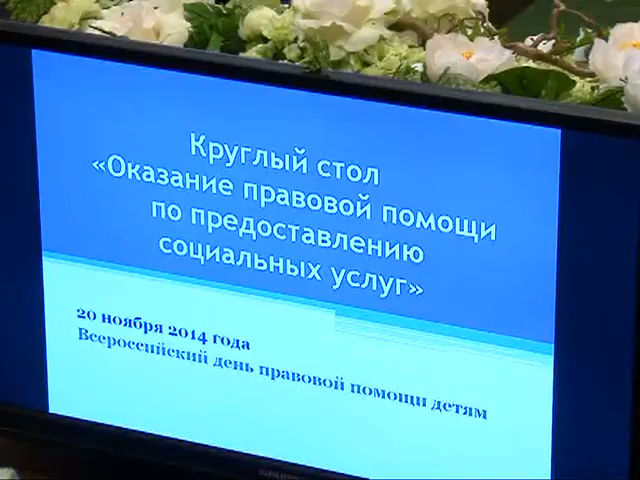 Круглый стол
«Оказание правовой помощи
по предоставлению
социальных услуг»
20 ноября 2014 года
Всероссийский день правовой помощи детям